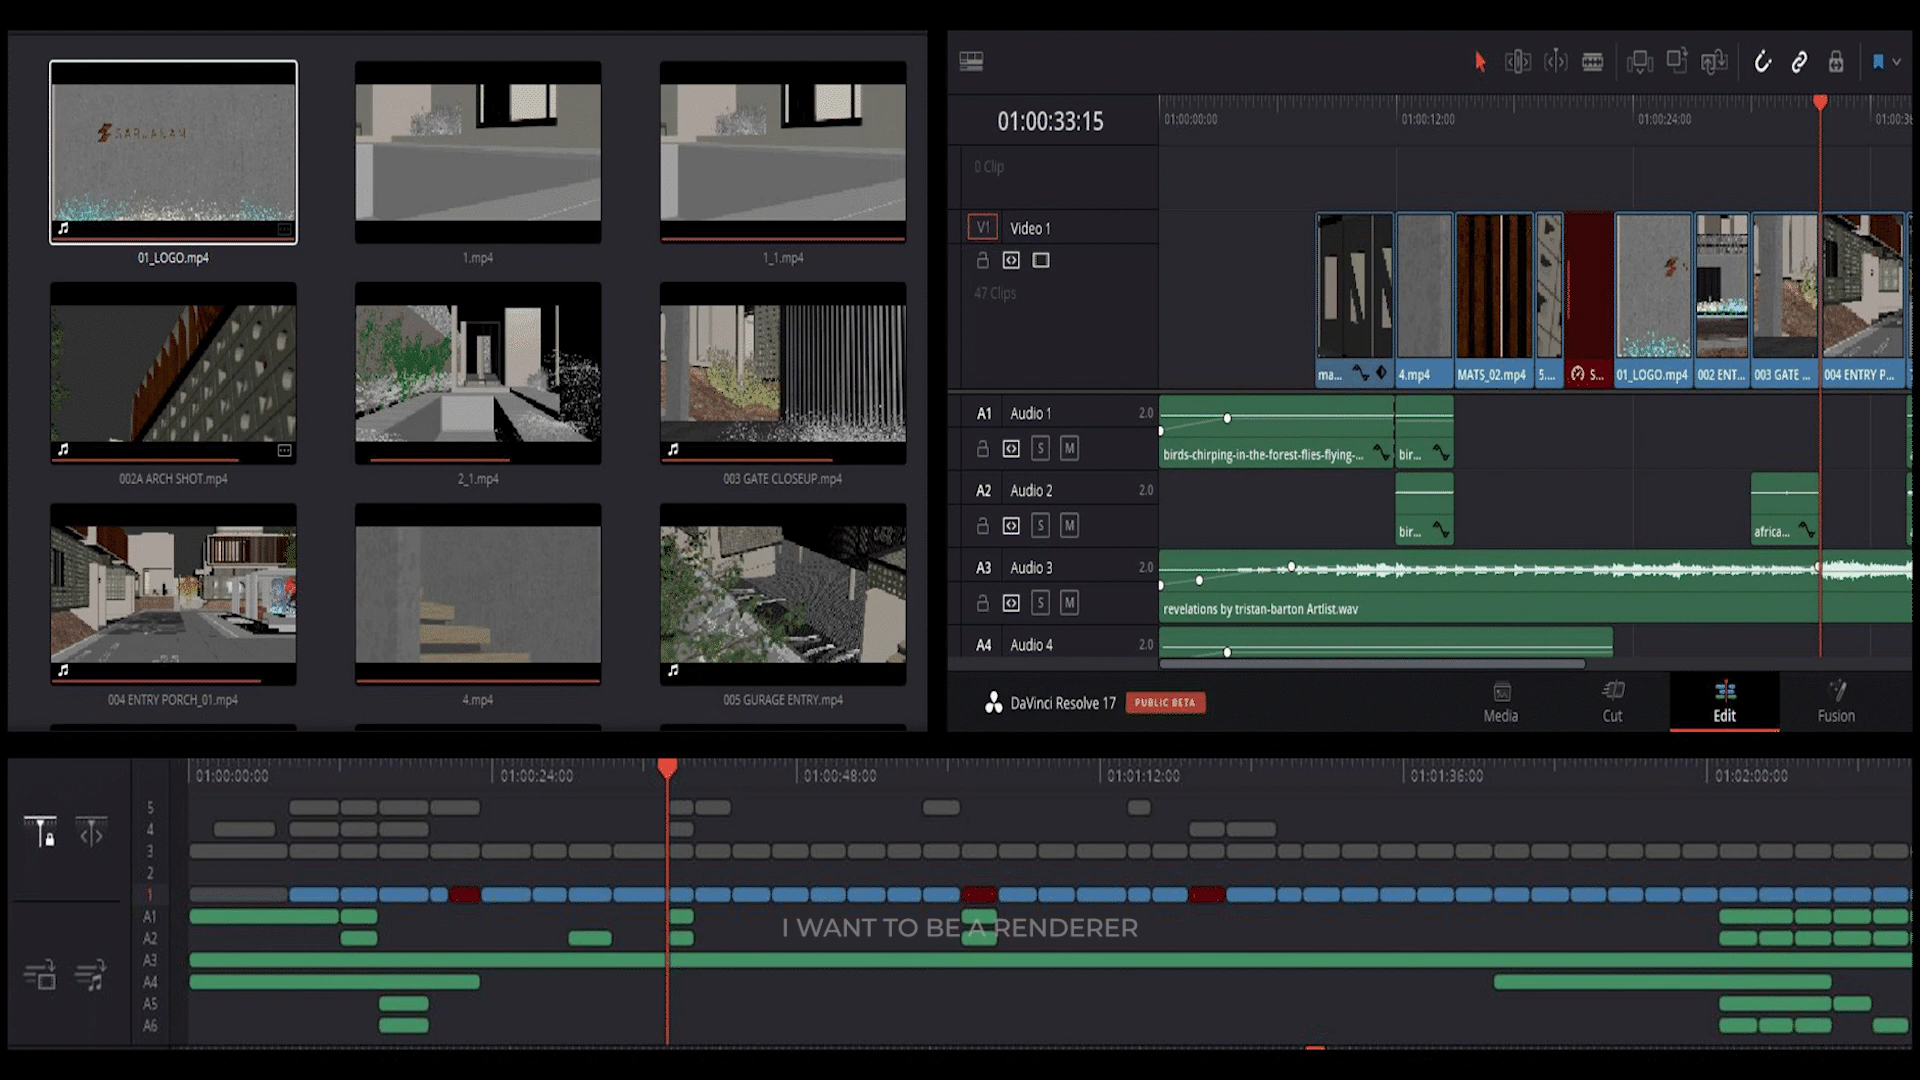 SARJALAH
01_LOGO.mp4
1.mp4
1_1.mp4
002A ARCH SHOT.mp4
2_1.mp4
003 GATE CLOSEUP.mp4
004 ENTRY PORCH_01.mp4
4.mp4
005 GURAGE ENTRY.mp4
01:00:33:15
01:00:00:00
01:00:12:00
01:00:24:00
01:00:36
0 Clip
V1
Video 1
47 Clips
ma...
4.mp4
MATS_02.mp4
5....
S...
01_LOGO.mp4
002 ENT...
003 GATE ...
004 ENTRY P...
A1
Audio 1
2.0
S
M
birds-chirping-in-the-forest-flies-flying-...
bir...
A2
Audio 2
2.0
S
M
bir...
africa...
A3
Audio 3
2.0
S
M
revelations by tristan-barton Artlist.wav
A4
Audio 4
2.0
DaVinci Resolve 17
PUBLIC BETA
Media
Cut
Edit
Fusion
01:00:00:00
01:00:24:00
01:00:48:00
01:01:12:00
01:01:36:00
01:02:00:00
5
4
3
2
1
A1
I WANT TO BE A RENDERER
A2
A3
A4
A5
A6